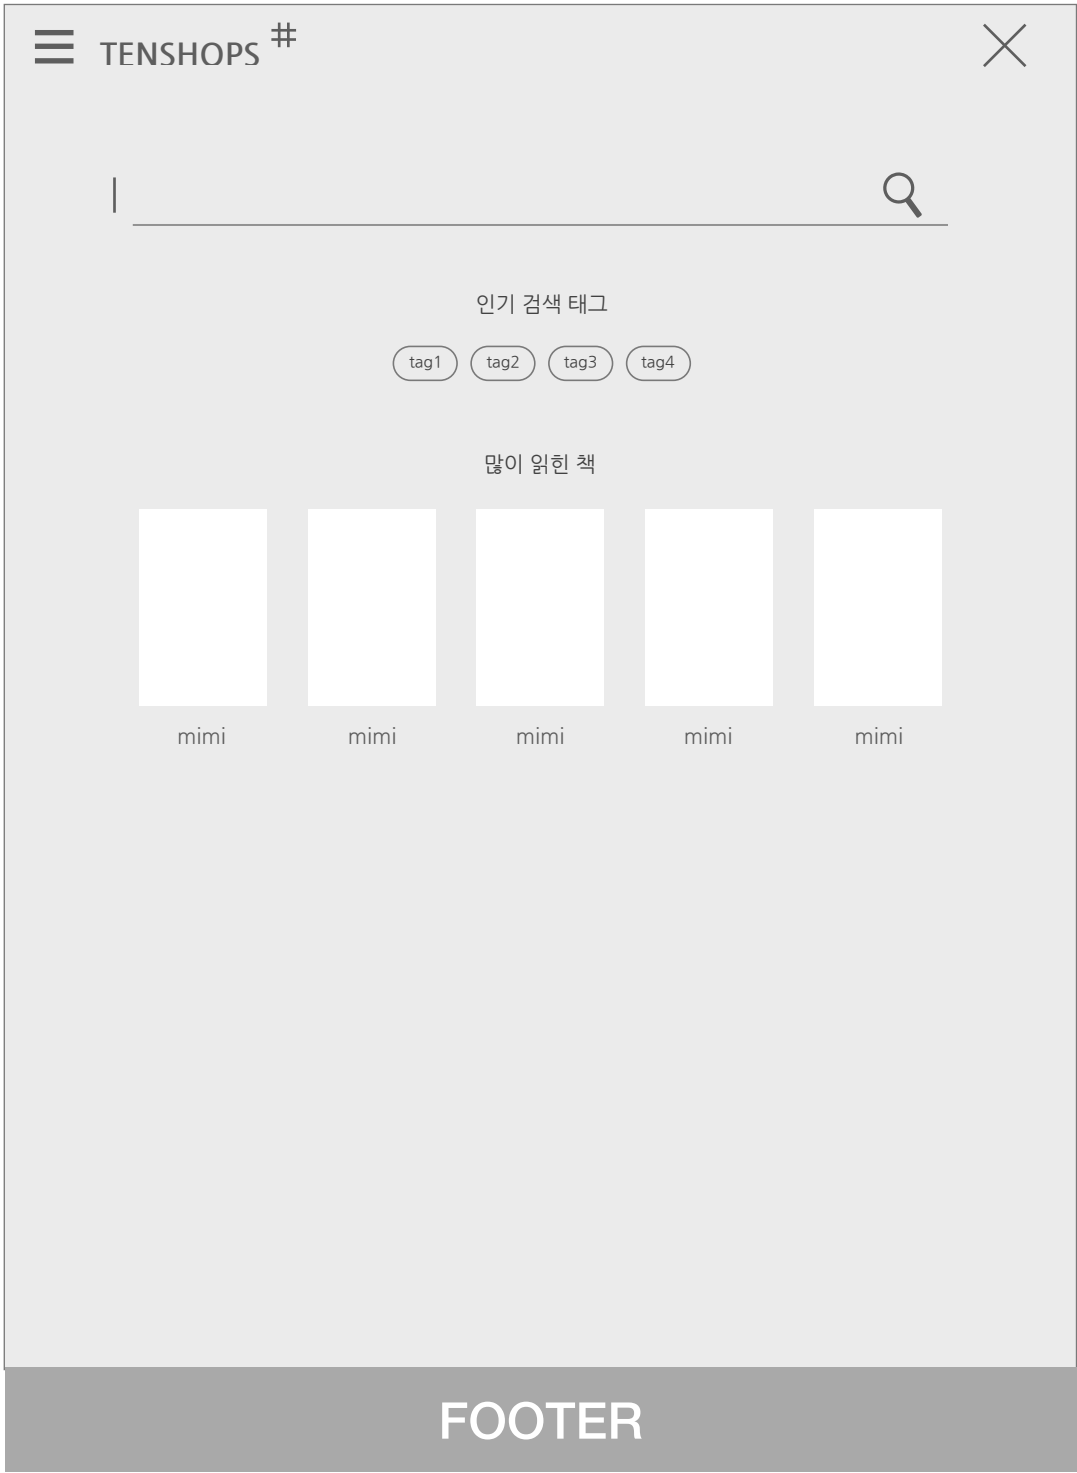 TENSHOPS #
인기 검색 태그
tag1 tag2 tag3 tag4
많이 읽힌 책
mimi mimi mimi mimi mimi
FOOTER